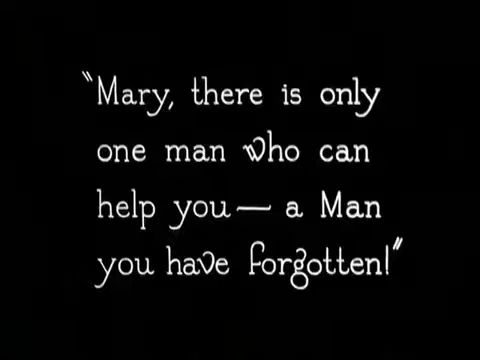 "Mary, there is only
one man who can
help you — a Man
you have forgotten!"